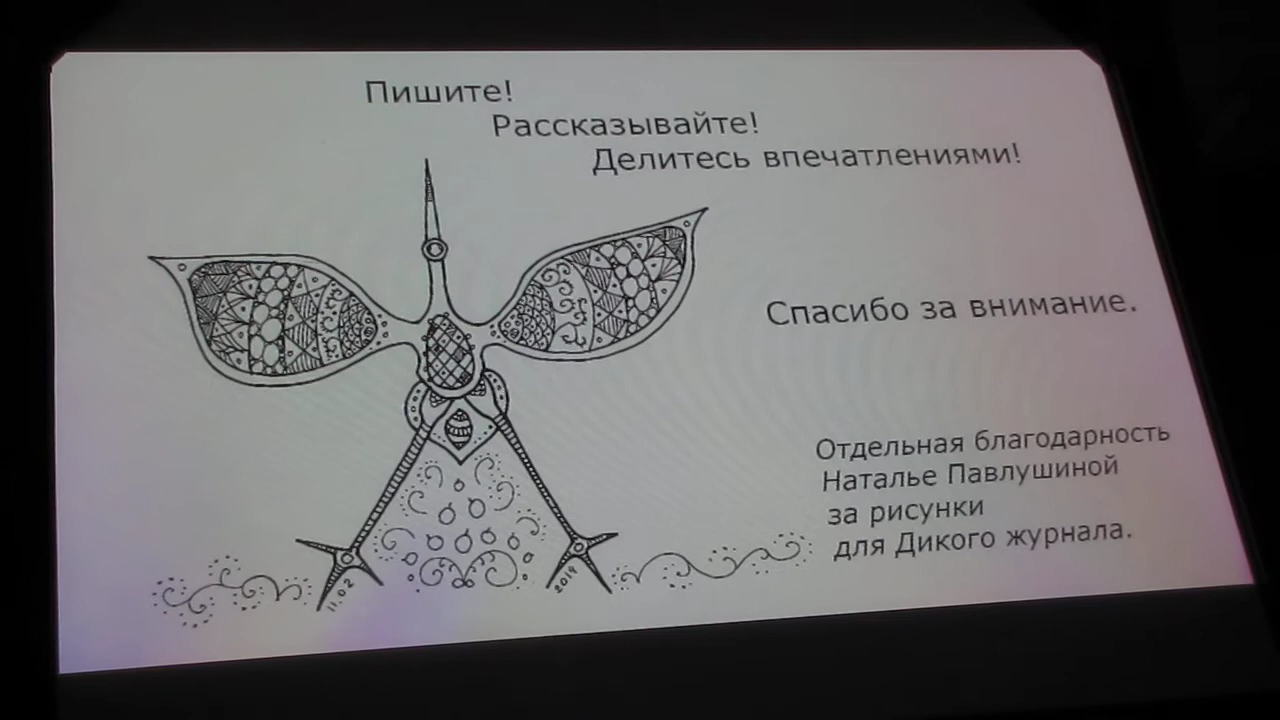 Пишите!
Рассказывайте!
Делитесь впечатлениями!
Спасибо за внимание.
Отдельная благодарность
Наталье Павлушиной
за рисунки
для Дикого журнала.
11.02
2014